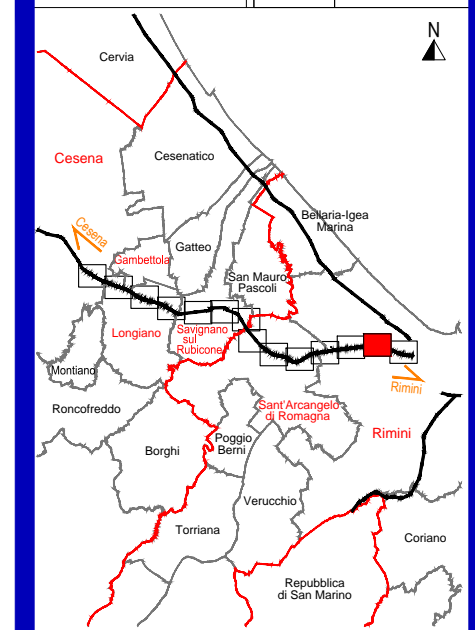 N
Cervia
Cesena
Cesenatico
Bellaria-Igea
Marina
Cesena
Gatteo
Gambettola
San Mauro
Pascoli
Longiano
Savignano
sul
Rubicone
Montiano
Rimini
Roncofreddo
Sant'Arcangelo
di Romagna
Rimini
Borghi
Poggio
Berni
Verucchio
Torriana
Coriano
Repubblica
di San Marino